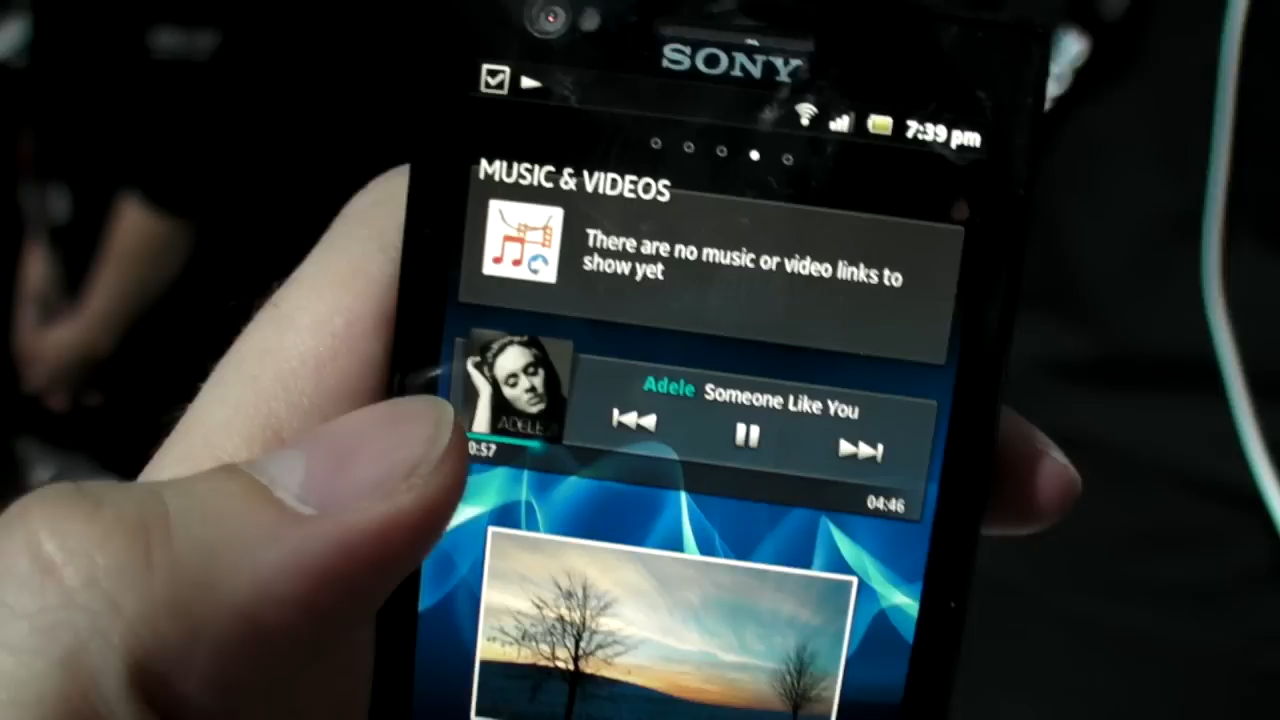 SONY
7:39 pm
MUSIC & VIDEOS
There are no music or video links to
show yet
Adele Someone Like You
ADELE
0:57
04:46